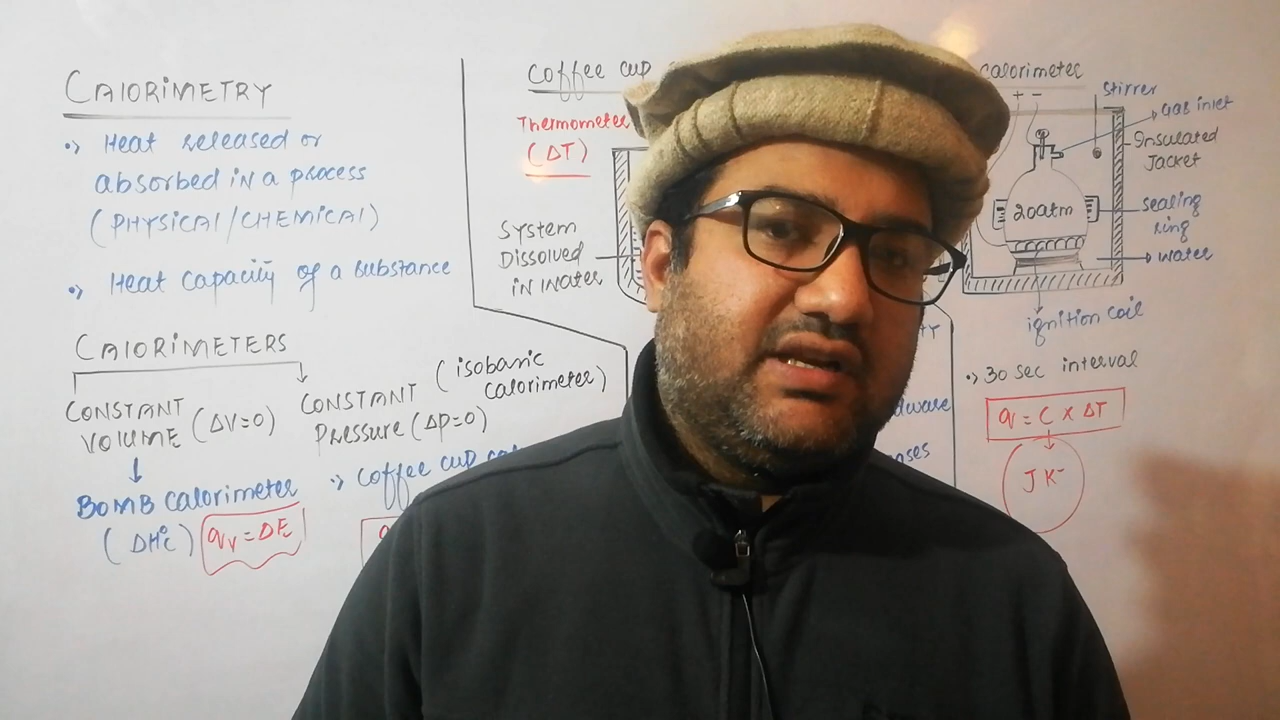 CAlORIMETRY
•) Heat released or
absorbed in a process
(PHYSICAl/CHEMICAl)
•) Heat capacity of a substance
CAlORIMETERS
CONSTANT
VOLUME (ΔV=0)
BOMB calorimeter
(ΔH°c) qv = ΔE
CONSTANT (isobaric
calorimeter)
Pressure (ΔP=0)
•) coffee cup
coffee cup
Thermometer
(ΔT)
System
Dissolved
in water
calorimeter
+ -
stirrer
Gas inlet
Insulated
Jacket
20atm
sealing
ring
water
ignition coil
•) 30 sec interval
q = C x ΔT
J K-